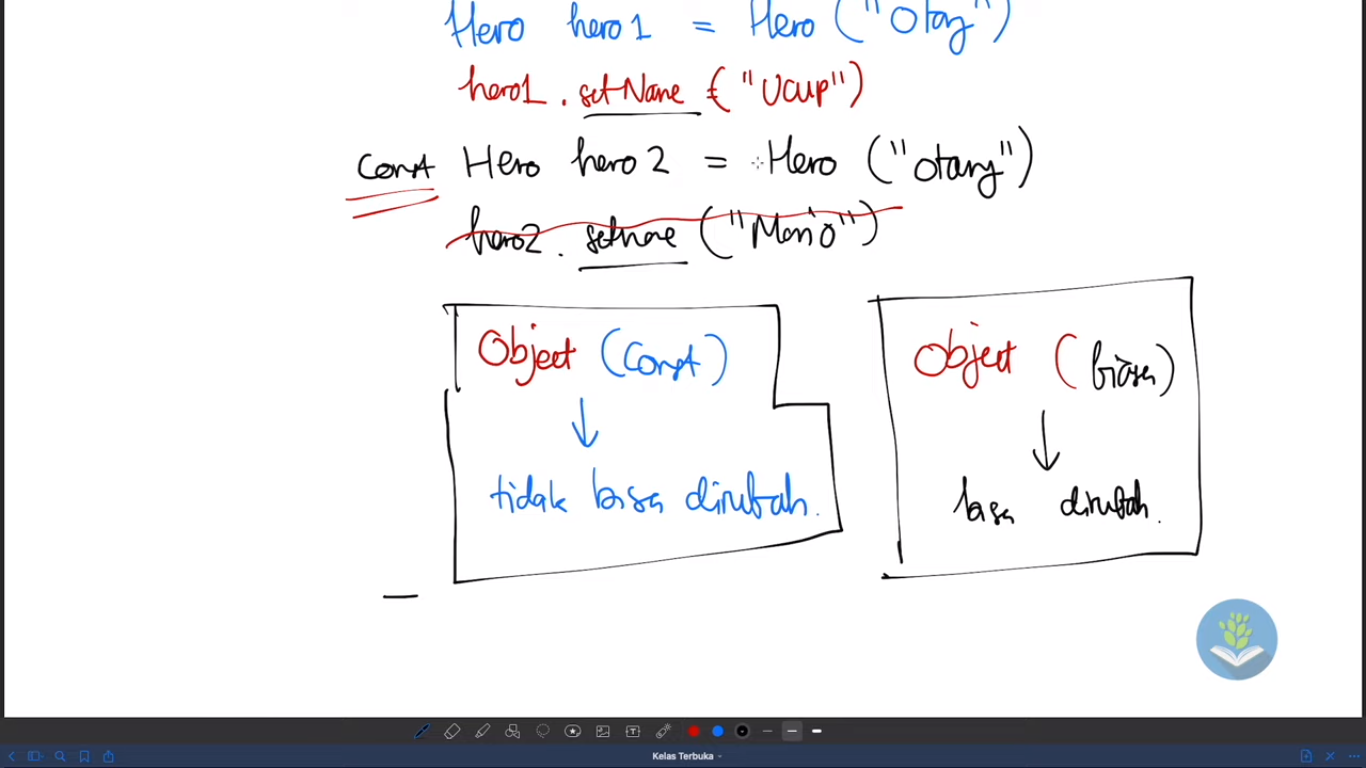 Hero hero1 = Hero ("Otong")
hero1.setName ("Ucup")
Const Hero hero2 = Hero ("otong")
hero2.setname ("Mario")
Object (Const)
Object (biasa)
tidak bisa dirubah.
bisa dirubah.
Kelas Terbuka